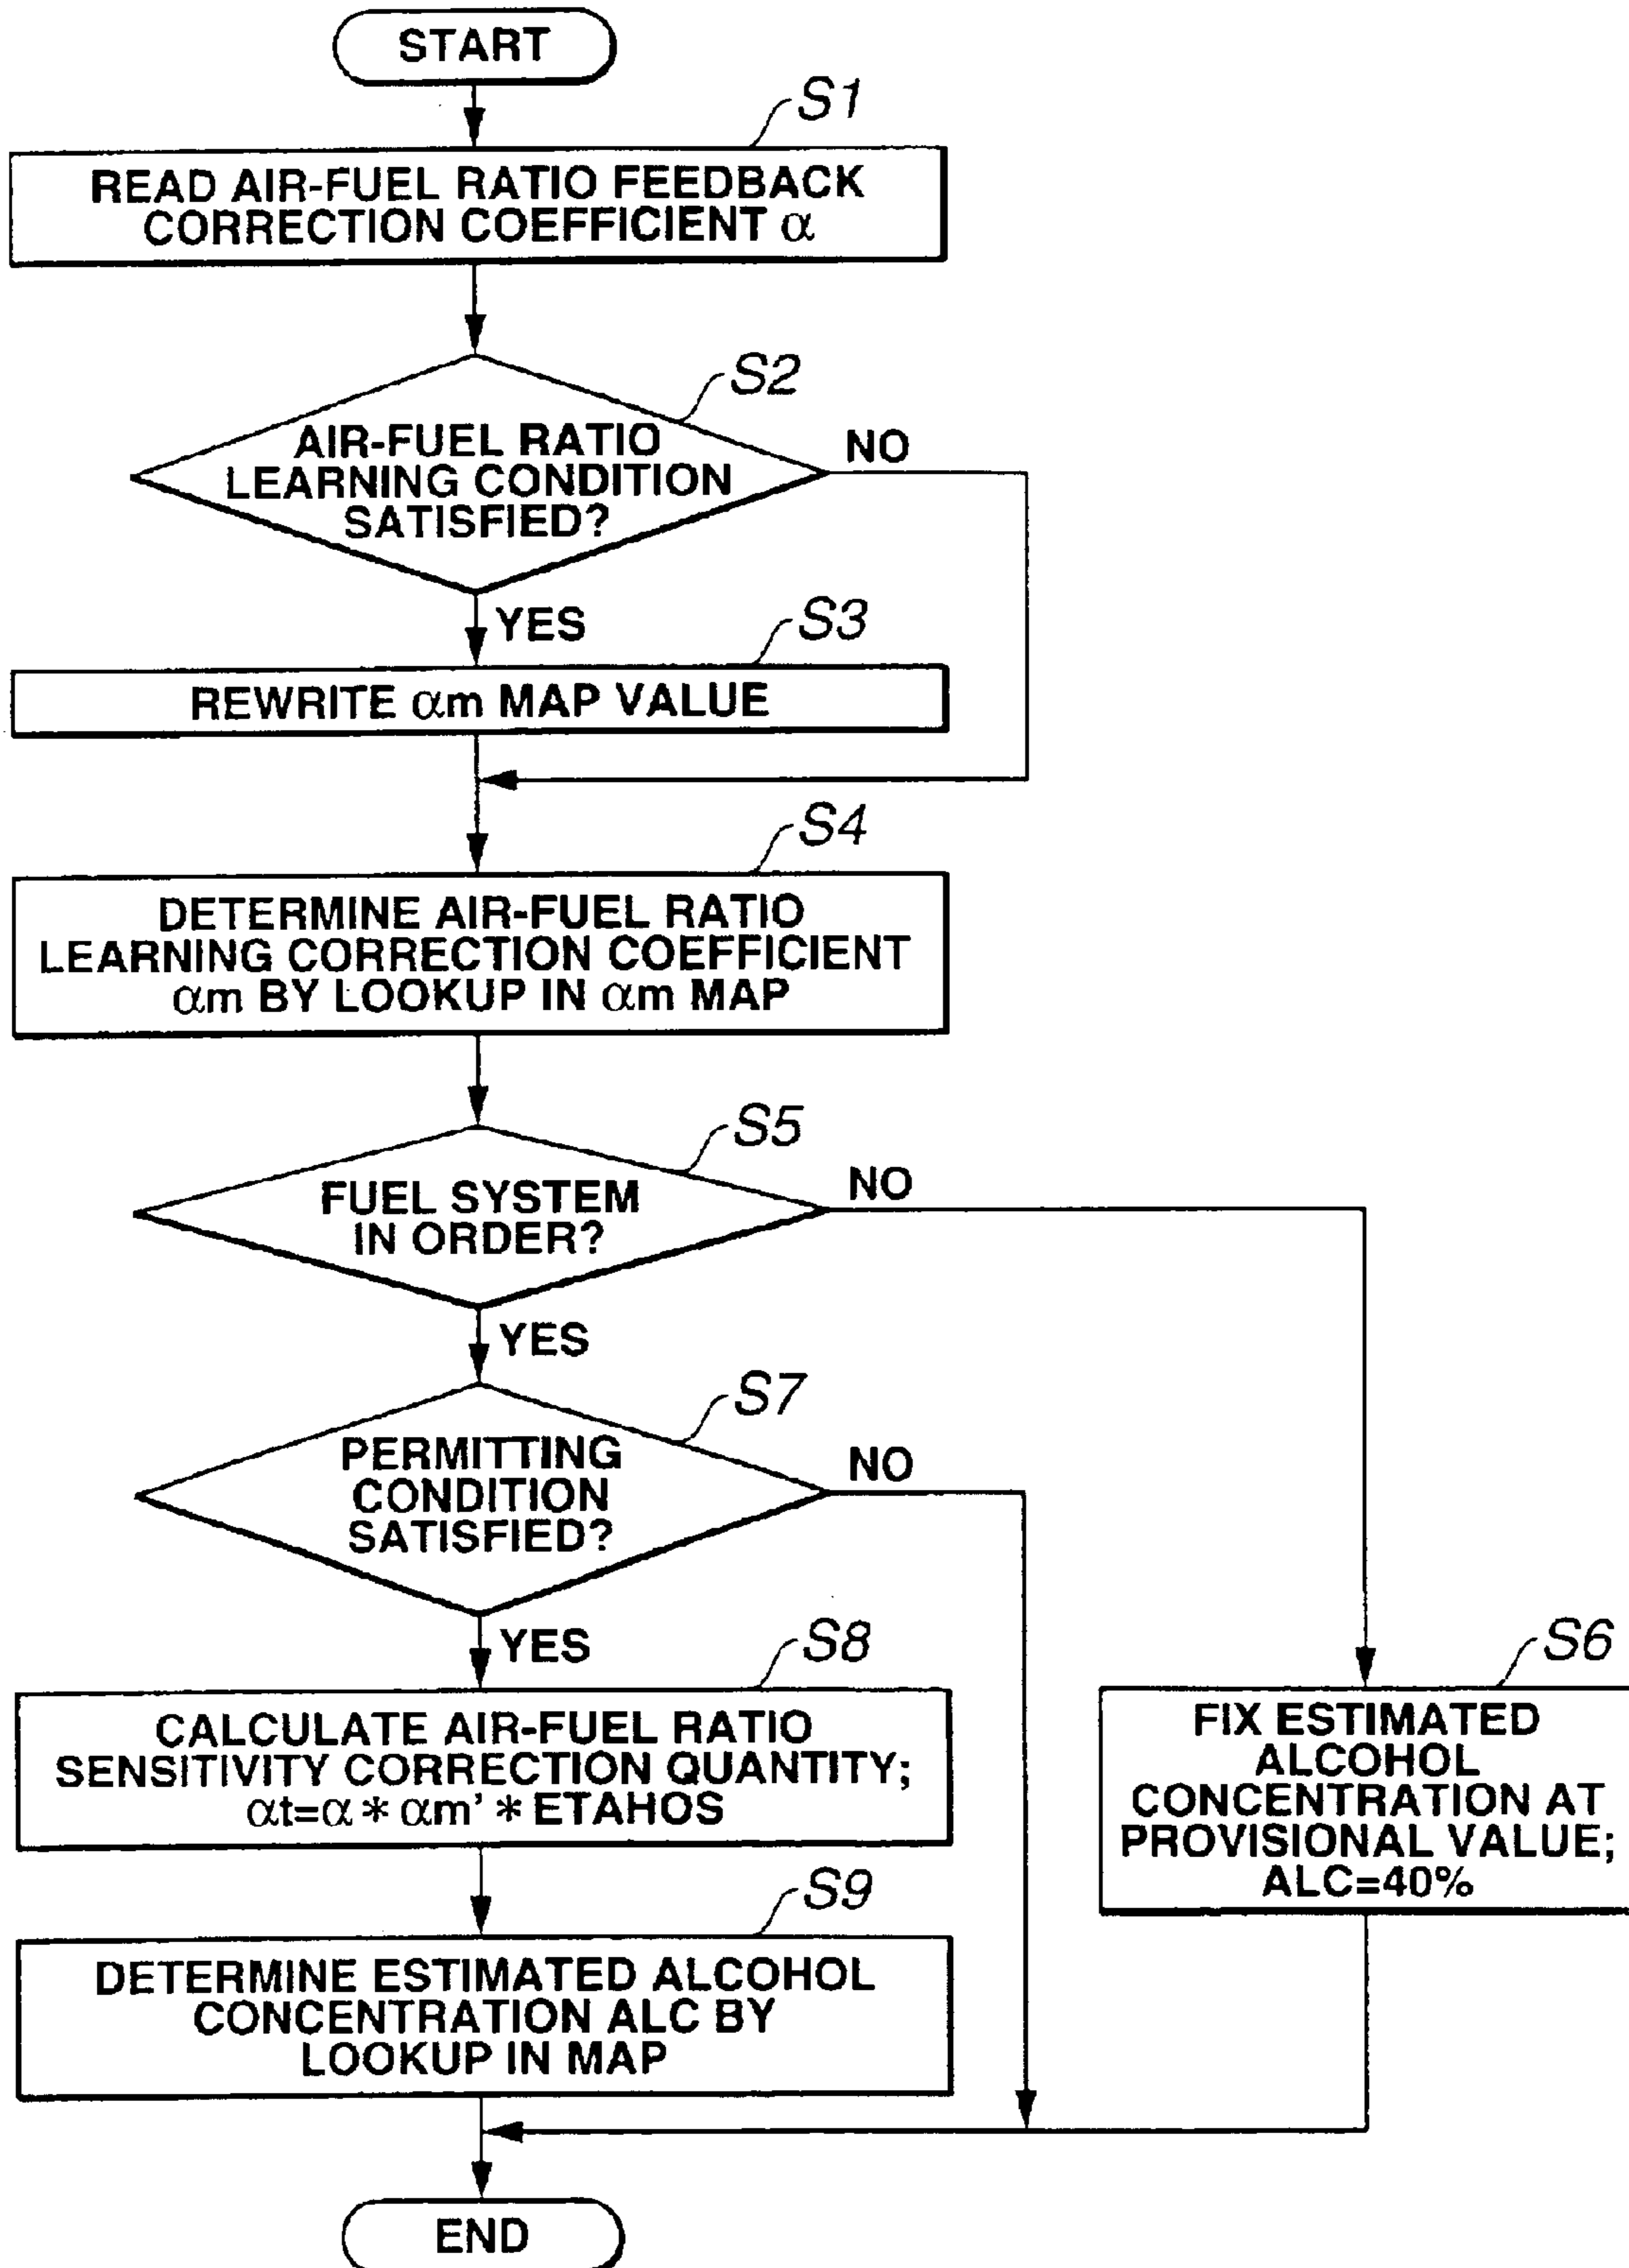 START
S1
READ AIR-FUEL RATIO FEEDBACK
CORRECTION COEFFICIENT α
S2
AIR-FUEL RATIO
LEARNING CONDITION
SATISFIED?
NO
YES
S3
REWRITE αm MAP VALUE
S4
DETERMINE AIR-FUEL RATIO
LEARNING CORRECTION COEFFICIENT
αm BY LOOKUP IN αm MAP
S5
FUEL SYSTEM
IN ORDER?
NO
YES
S7
PERMITTING
CONDITION
SATISFIED?
NO
YES
S8
CALCULATE AIR-FUEL RATIO
SENSITIVITY CORRECTION QUANTITY;
αt=α * αm' * ETAHOS
S6
FIX ESTIMATED
ALCOHOL
CONCENTRATION AT
PROVISIONAL VALUE;
ALC=40%
S9
DETERMINE ESTIMATED ALCOHOL
CONCENTRATION ALC BY
LOOKUP IN MAP
END